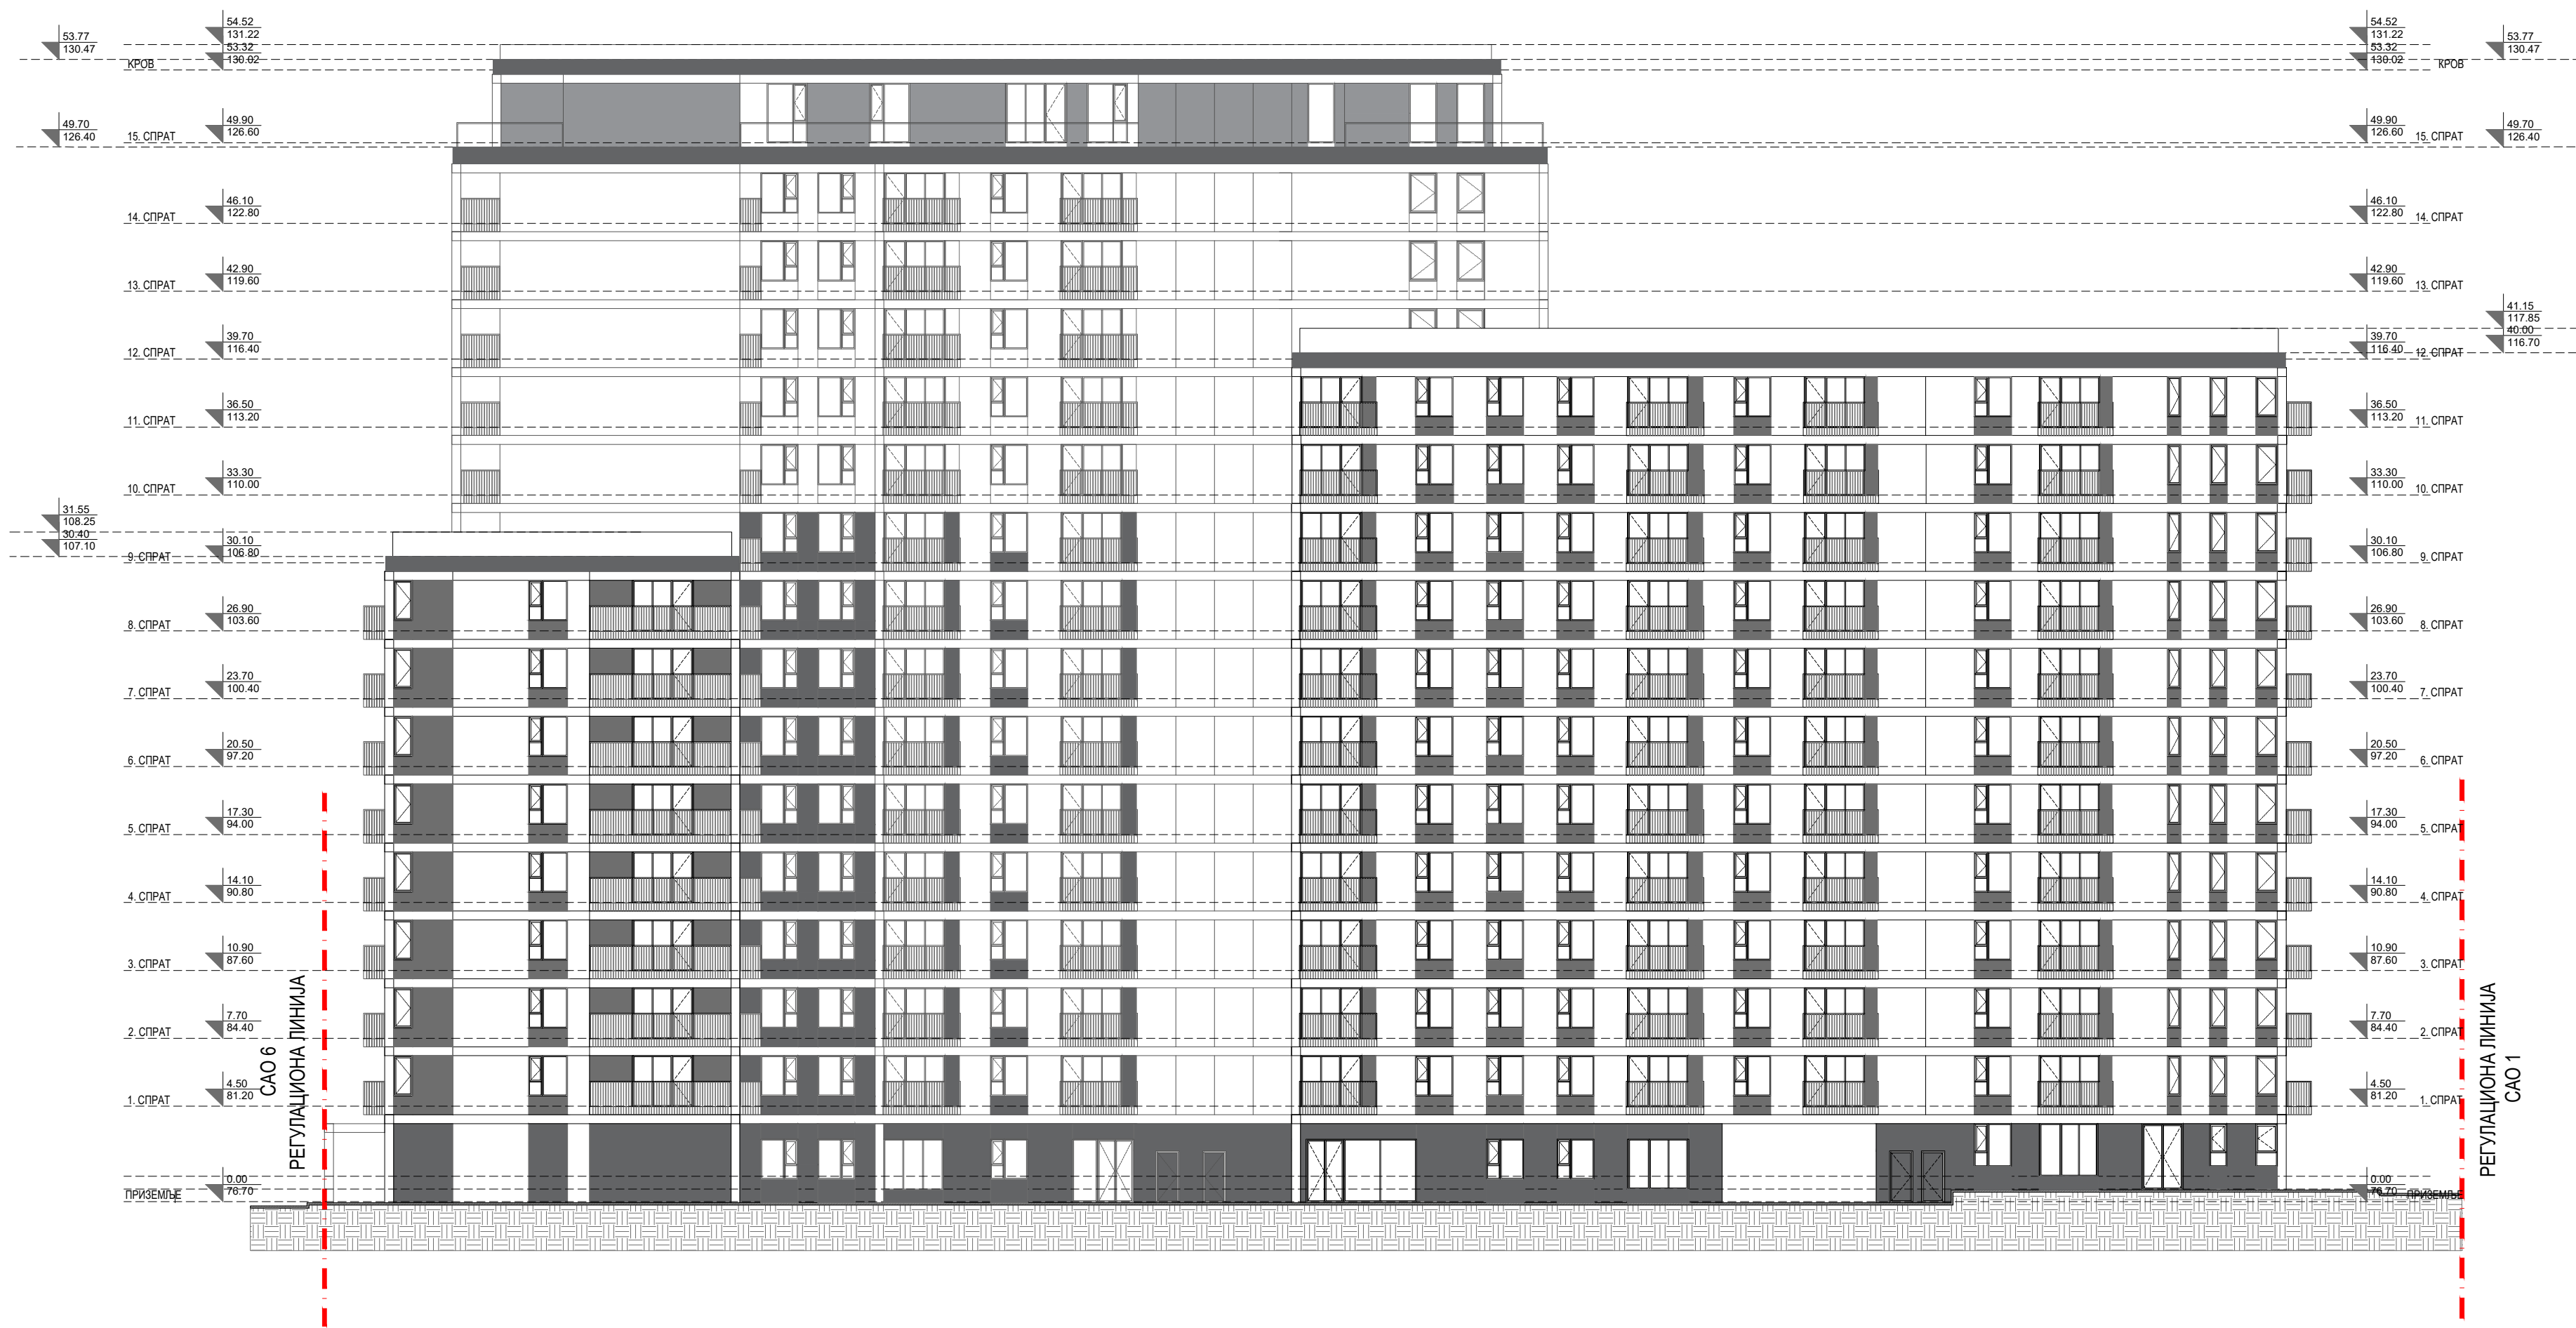 54.52
131.22
53.77
130.47
53.32
130.02
КРОВ
49.70
126.40
15. СПРАТ
49.90
126.60
14. СПРАТ
46.10
122.80
13. СПРАТ
42.90
119.60
12. СПРАТ
39.70
116.40
11. СПРАТ
36.50
113.20
10. СПРАТ
33.30
110.00
31.55
108.25
30.40
107.10
9. СПРАТ
30.10
106.80
8. СПРАТ
26.90
103.60
7. СПРАТ
23.70
100.40
6. СПРАТ
20.50
97.20
5. СПРАТ
17.30
94.00
4. СПРАТ
14.10
90.80
3. СПРАТ
10.90
87.60
2. СПРАТ
7.70
84.40
1. СПРАТ
4.50
81.20
ПРИЗЕМЉЕ
0.00
76.70
САО 6
РЕГУЛАЦИОНА ЛИНИЈА
54.52
131.22
53.32
130.02
КРОВ
53.77
130.47
49.90
126.60
15. СПРАТ
49.70
126.40
46.10
122.80
14. СПРАТ
42.90
119.60
13. СПРАТ
41.15
117.85
40.00
116.70
39.70
116.40
12. СПРАТ
36.50
113.20
11. СПРАТ
33.30
110.00
10. СПРАТ
30.10
106.80
9. СПРАТ
26.90
103.60
8. СПРАТ
23.70
100.40
7. СПРАТ
20.50
97.20
6. СПРАТ
17.30
94.00
5. СПРАТ
14.10
90.80
4. СПРАТ
10.90
87.60
3. СПРАТ
7.70
84.40
2. СПРАТ
4.50
81.20
1. СПРАТ
0.00
76.70
ПРИЗЕМЉЕ
РЕГУЛАЦИОНА ЛИНИЈА
САО 1